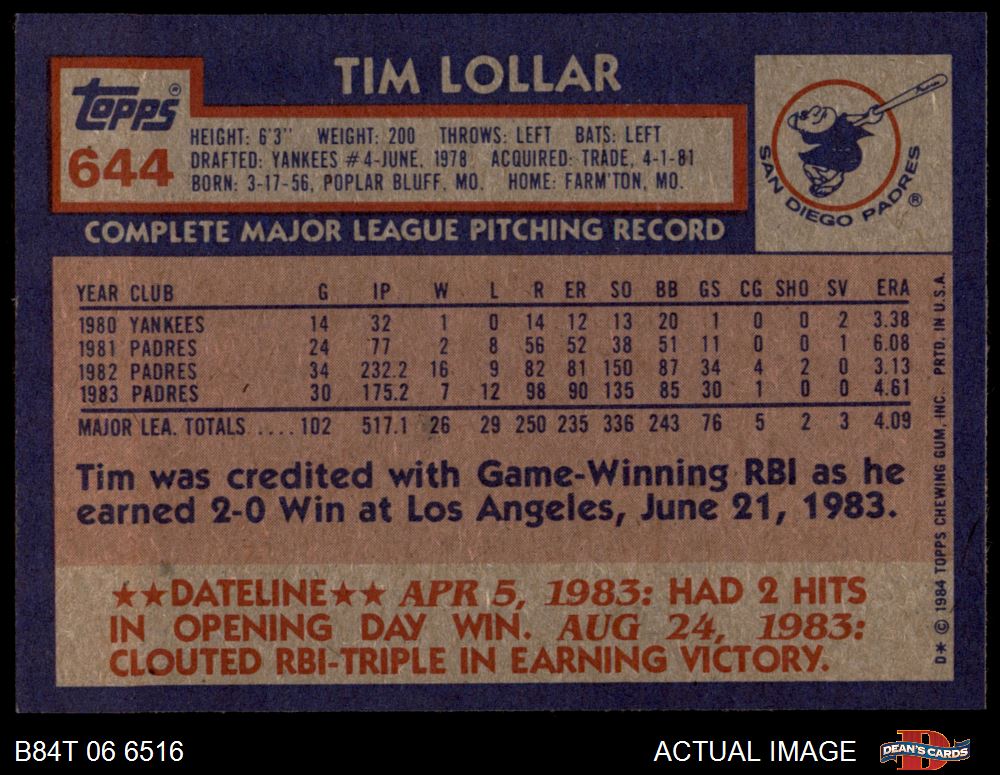 TIM LOLLAR
Topps®
644
HEIGHT: 6'3" WEIGHT: 200 THROWS: LEFT BATS: LEFT
DRAFTED: YANKEES #4-JUNE, 1978 ACQUIRED: TRADE, 4-1-81
BORN: 3-17-56, POPLAR BLUFF, MO. HOME: FARM'TON, MO.
SAN DIEGO PADRES®
COMPLETE MAJOR LEAGUE PITCHING RECORD
YEAR CLUB G IP W L R ER SO BB GS CG SHO SV ERA
1980 YANKEES 14 32 1 0 14 12 13 20 1 0 0 2 3.38
1981 PADRES 24 77 2 8 56 52 38 51 11 0 0 1 6.08
1982 PADRES 34 232.2 16 9 82 81 150 87 34 4 2 0 3.13
1983 PADRES 30 175.2 7 12 98 90 135 85 30 1 0 0 4.61
MAJOR LEA. TOTALS .... 102 517.1 26 29 250 235 336 243 76 5 2 3 4.09
Tim was credited with Game-Winning RBI as he
earned 2-0 Win at Los Angeles, June 21, 1983.
★★DATELINE★★ APR 5, 1983: HAD 2 HITS
IN OPENING DAY WIN. AUG 24, 1983:
CLOUTED RBI-TRIPLE IN EARNING VICTORY.
D* © 1984 TOPPS CHEWING GUM, INC. PRTD. IN U.S.A.
B84T 06 6516
ACTUAL IMAGE
DEAN'S CARDS